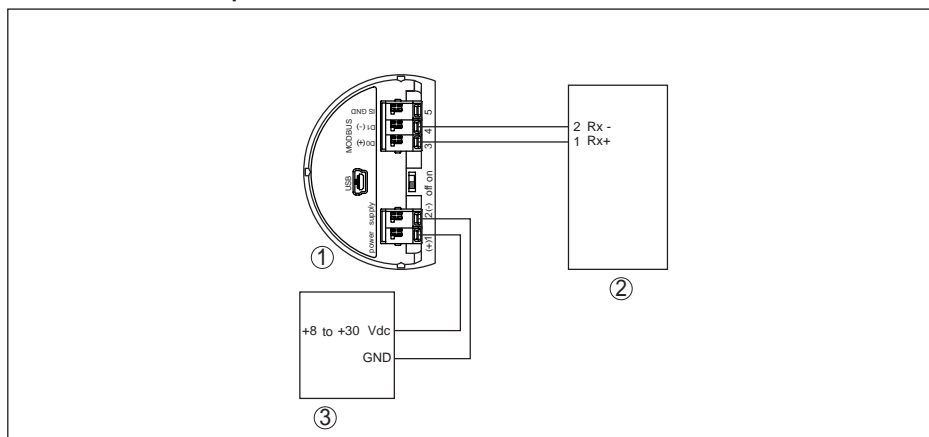 IS GND
D1 (-)
D0 (+)
MODBUS
USB
power supply
5
4
3
off on
2(-)
(+)1
①
2 Rx -
1 Rx+
②
+8 to +30 Vdc
GND
③